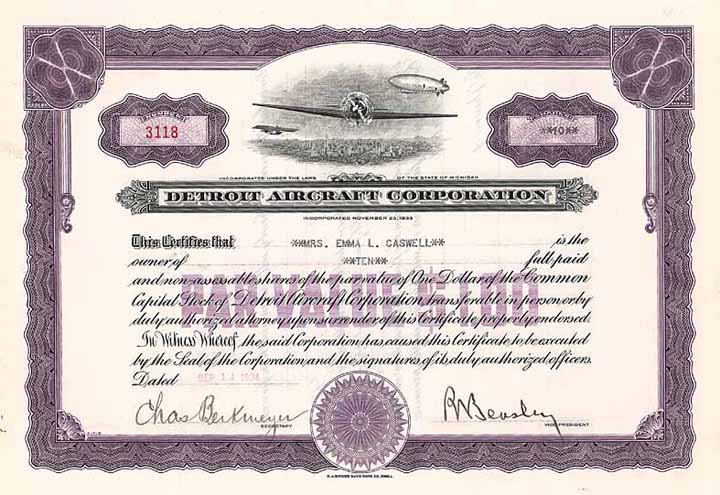 3118
**10**
INCORPORATED UNDER THE LAWS OF THE STATE OF MICHIGAN
DETROIT AIRCRAFT CORPORATION
INCORPORATED NOVEMBER 23, 1933
This Certifies that **MRS. EMMA L. CASWELL** is the
owner of **TEN** full-paid
and non-assessable shares of the par value of One Dollar of the Common
Capital Stock of Detroit Aircraft Corporation, transferable in person or by
duly authorized attorney upon surrender of this Certificate properly endorsed.
PAR VALUE $1.00
In Witness Whereof, the said Corporation has caused this Certificate to be executed
by the Seal of the Corporation, and the signatures of its duly authorized officers.
Dated SEP 14 1934
Chas Berkmeyer
SECRETARY
VICE-PRESIDENT